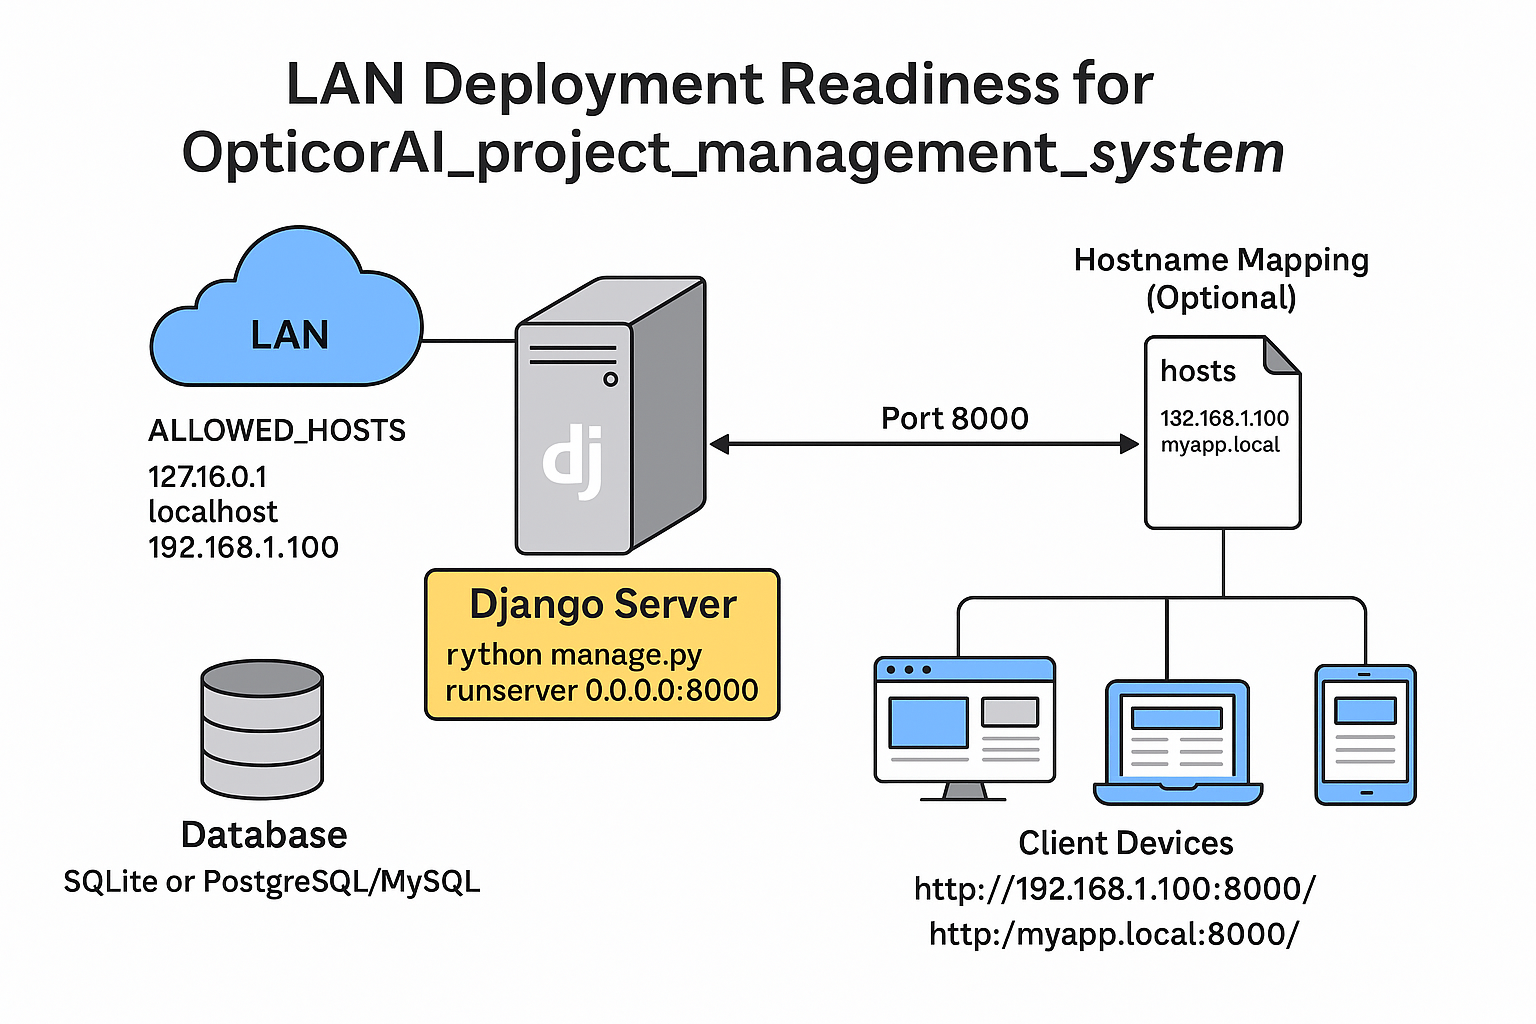 LAN Deployment Readiness for
OpticorAI_project_management_system
LAN
ALLOWED_HOSTS
127.16.0.1
localhost
192.168.1.100
dj
Django Server
rython manage.py
runserver 0.0.0.0:8000
Port 8000
Hostname Mapping
(Optional)
hosts
132.168.1.100
myapp.local
Database
SQLite or PostgreSQL/MySQL
Client Devices
http://192.168.1.100:8000/
http:/myapp.local:8000/